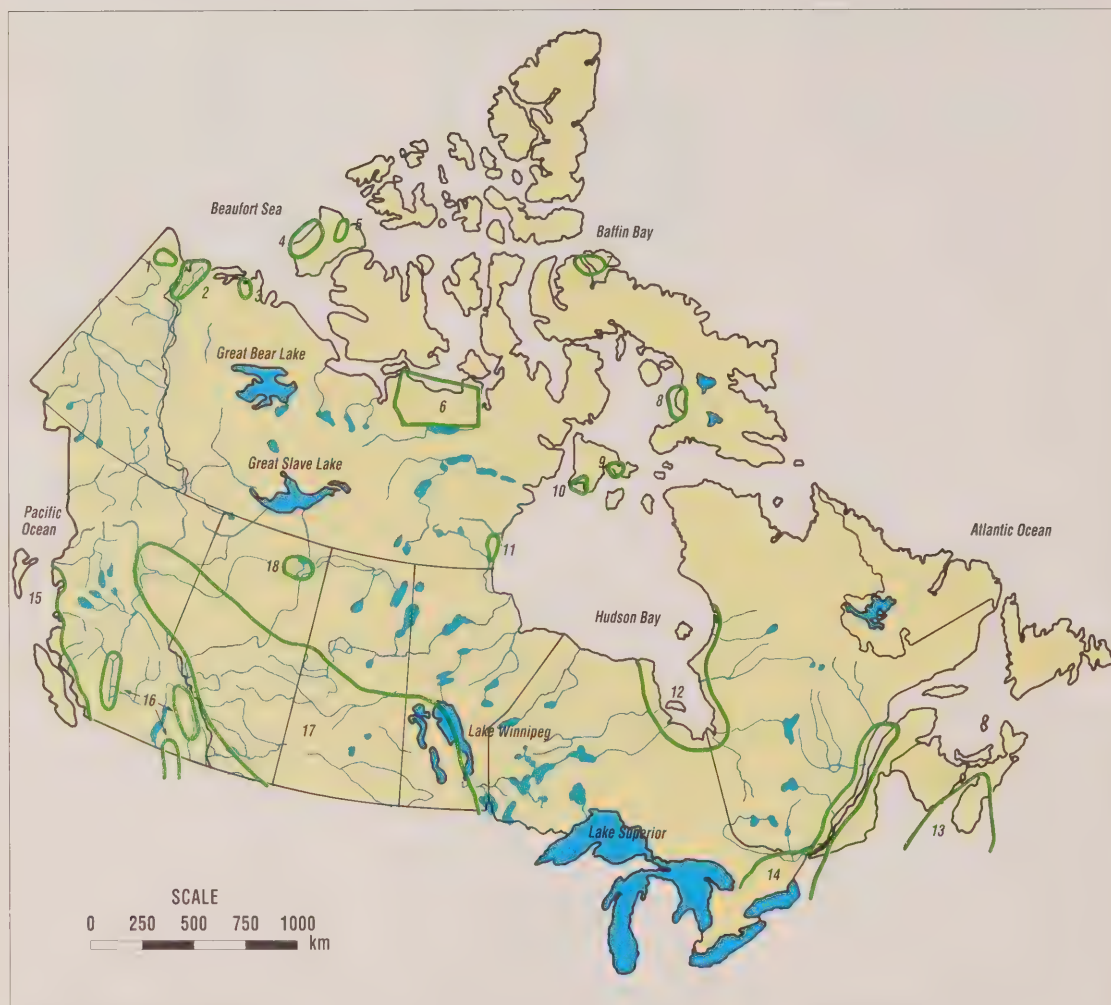 Beaufort Sea
5
4
Baffin Bay
1
2
3
7
Great Bear Lake
6
8
Great Slave Lake
9
10
Pacific
Ocean
Atlantic Ocean
11
18
15
Hudson Bay
12
16
17
Lake Winnipeg
8
13
Lake Superior
14
SCALE
0 250 500 750 1000
km